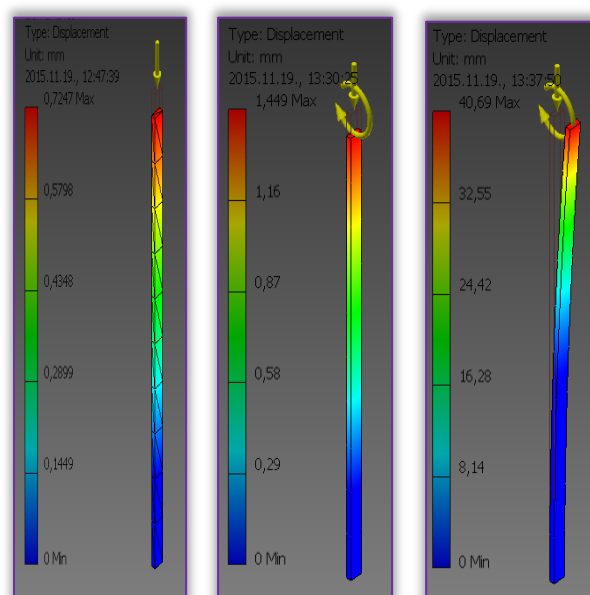 Type: Displacement
Unit: mm
2015.11.19., 12:47:39
0,7247 Max
0,5798
0,4348
0,2899
0,1449
0 Min
Type: Displacement
Unit: mm
2015.11.19., 13:30:25
1,449 Max
1,16
0,87
0,58
0,29
0 Min
Type: Displacement
Unit: mm
2015.11.19., 13:37:50
40,69 Max
32,55
24,42
16,28
8,14
0 Min